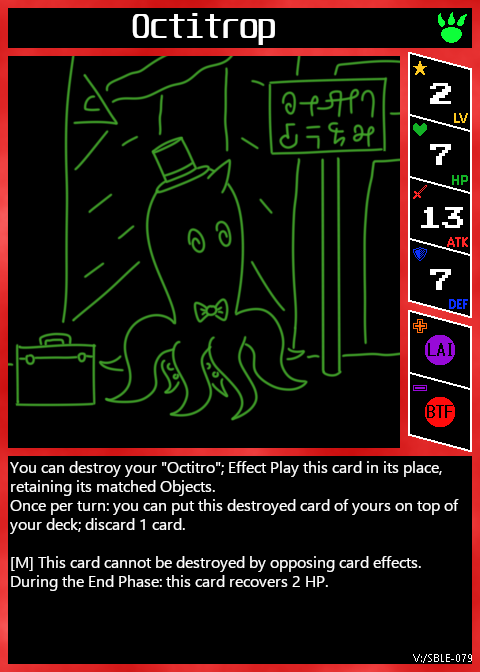 Octitrop
2
LV
7
HP
13
ATK
7
DEF
LAI
BTF
You can destroy your "Octitro"; Effect Play this card in its place,
retaining its matched Objects.
Once per turn: you can put this destroyed card of yours on top of
your deck; discard 1 card.
[M] This card cannot be destroyed by opposing card effects.
During the End Phase: this card recovers 2 HP.
V:/SBLE-079